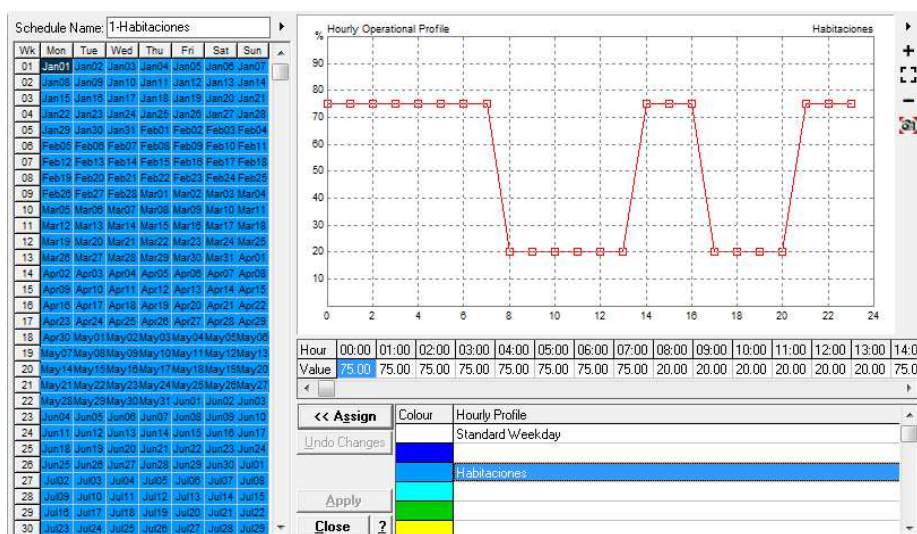 Schedule Name: 1-Habitaciones
Wk Mon Tue Wed Thu Fri Sat Sun
01 Jan01 Jan02 Jan03 Jan04 Jan05 Jan06 Jan07
02 Jan08 Jan09 Jan10 Jan11 Jan12 Jan13 Jan14
03 Jan15 Jan16 Jan17 Jan18 Jan19 Jan20 Jan21
04 Jan22 Jan23 Jan24 Jan25 Jan26 Jan27 Jan28
05 Jan29 Jan30 Jan31 Feb01 Feb02 Feb03 Feb04
06 Feb05 Feb06 Feb07 Feb08 Feb09 Feb10 Feb11
07 Feb12 Feb13 Feb14 Feb15 Feb16 Feb17 Feb18
08 Feb19 Feb20 Feb21 Feb22 Feb23 Feb24 Feb25
09 Feb26 Feb27 Feb28 Mar01 Mar02 Mar03 Mar04
10 Mar05 Mar06 Mar07 Mar08 Mar09 Mar10 Mar11
11 Mar12 Mar13 Mar14 Mar15 Mar16 Mar17 Mar18
12 Mar19 Mar20 Mar21 Mar22 Mar23 Mar24 Mar25
13 Mar26 Mar27 Mar28 Mar29 Mar30 Mar31 Apr01
14 Apr02 Apr03 Apr04 Apr05 Apr06 Apr07 Apr08
15 Apr09 Apr10 Apr11 Apr12 Apr13 Apr14 Apr15
16 Apr16 Apr17 Apr18 Apr19 Apr20 Apr21 Apr22
17 Apr23 Apr24 Apr25 Apr26 Apr27 Apr28 Apr29
18 Apr30 May01 May02 May03 May04 May05 May06
19 May07 May08 May09 May10 May11 May12 May13
20 May14 May15 May16 May17 May18 May19 May20
21 May21 May22 May23 May24 May25 May26 May27
22 May28 May29 May30 May31 Jun01 Jun02 Jun03
23 Jun04 Jun05 Jun06 Jun07 Jun08 Jun09 Jun10
24 Jun11 Jun12 Jun13 Jun14 Jun15 Jun16 Jun17
25 Jun18 Jun19 Jun20 Jun21 Jun22 Jun23 Jun24
26 Jun25 Jun26 Jun27 Jun28 Jun29 Jun30 Jul01
27 Jul02 Jul03 Jul04 Jul05 Jul06 Jul07 Jul08
28 Jul09 Jul10 Jul11 Jul12 Jul13 Jul14 Jul15
29 Jul16 Jul17 Jul18 Jul19 Jul20 Jul21 Jul22
30 Jul23 Jul24 Jul25 Jul26 Jul27 Jul28 Jul29
% Hourly Operational Profile Habitaciones
90
80
70
60
50
40
30
20
10
0 2 4 6 8 10 12 14 16 18 20 22 24
Hour 00:00 01:00 02:00 03:00 04:00 05:00 06:00 07:00 08:00 09:00 10:00 11:00 12:00 13:00 14:0
Value 75.00 75.00 75.00 75.00 75.00 75.00 75.00 75.00 20.00 20.00 20.00 20.00 20.00 20.00 75.0
<< Assign Colour Hourly Profile
Undo Changes Standard Weekday
Habitaciones
Apply
Close ?